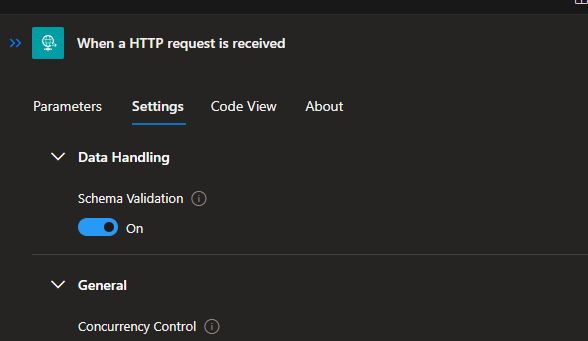 When a HTTP request is received
Parameters Settings Code View About
Data Handling
Schema Validation
On
General
Concurrency Control